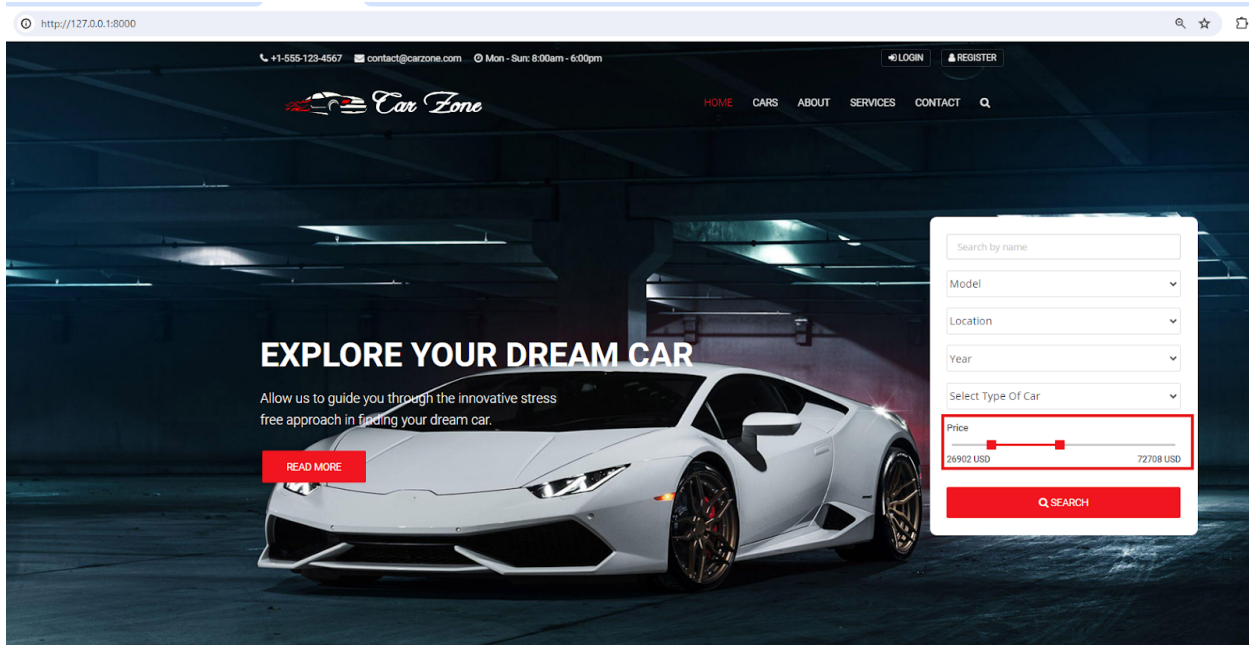 http://127.0.0.1:8000
+1-555-123-4567 contact@carzone.com Mon - Sun: 8:00am - 6:00pm LOGIN REGISTER
Car Zone HOME CARS ABOUT SERVICES CONTACT
Search by name
Model
Location
Year
Select Type Of Car
Price
26902 USD 72708 USD
SEARCH
EXPLORE YOUR DREAM CAR
Allow us to guide you through the innovative stress
free approach in finding your dream car.
READ MORE